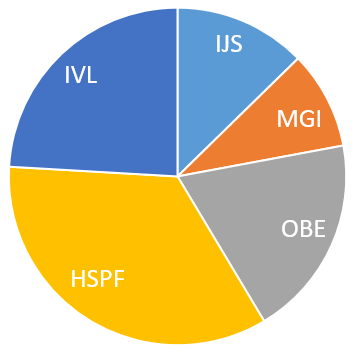 IJS
IVL
MGI
OBE
HSPF